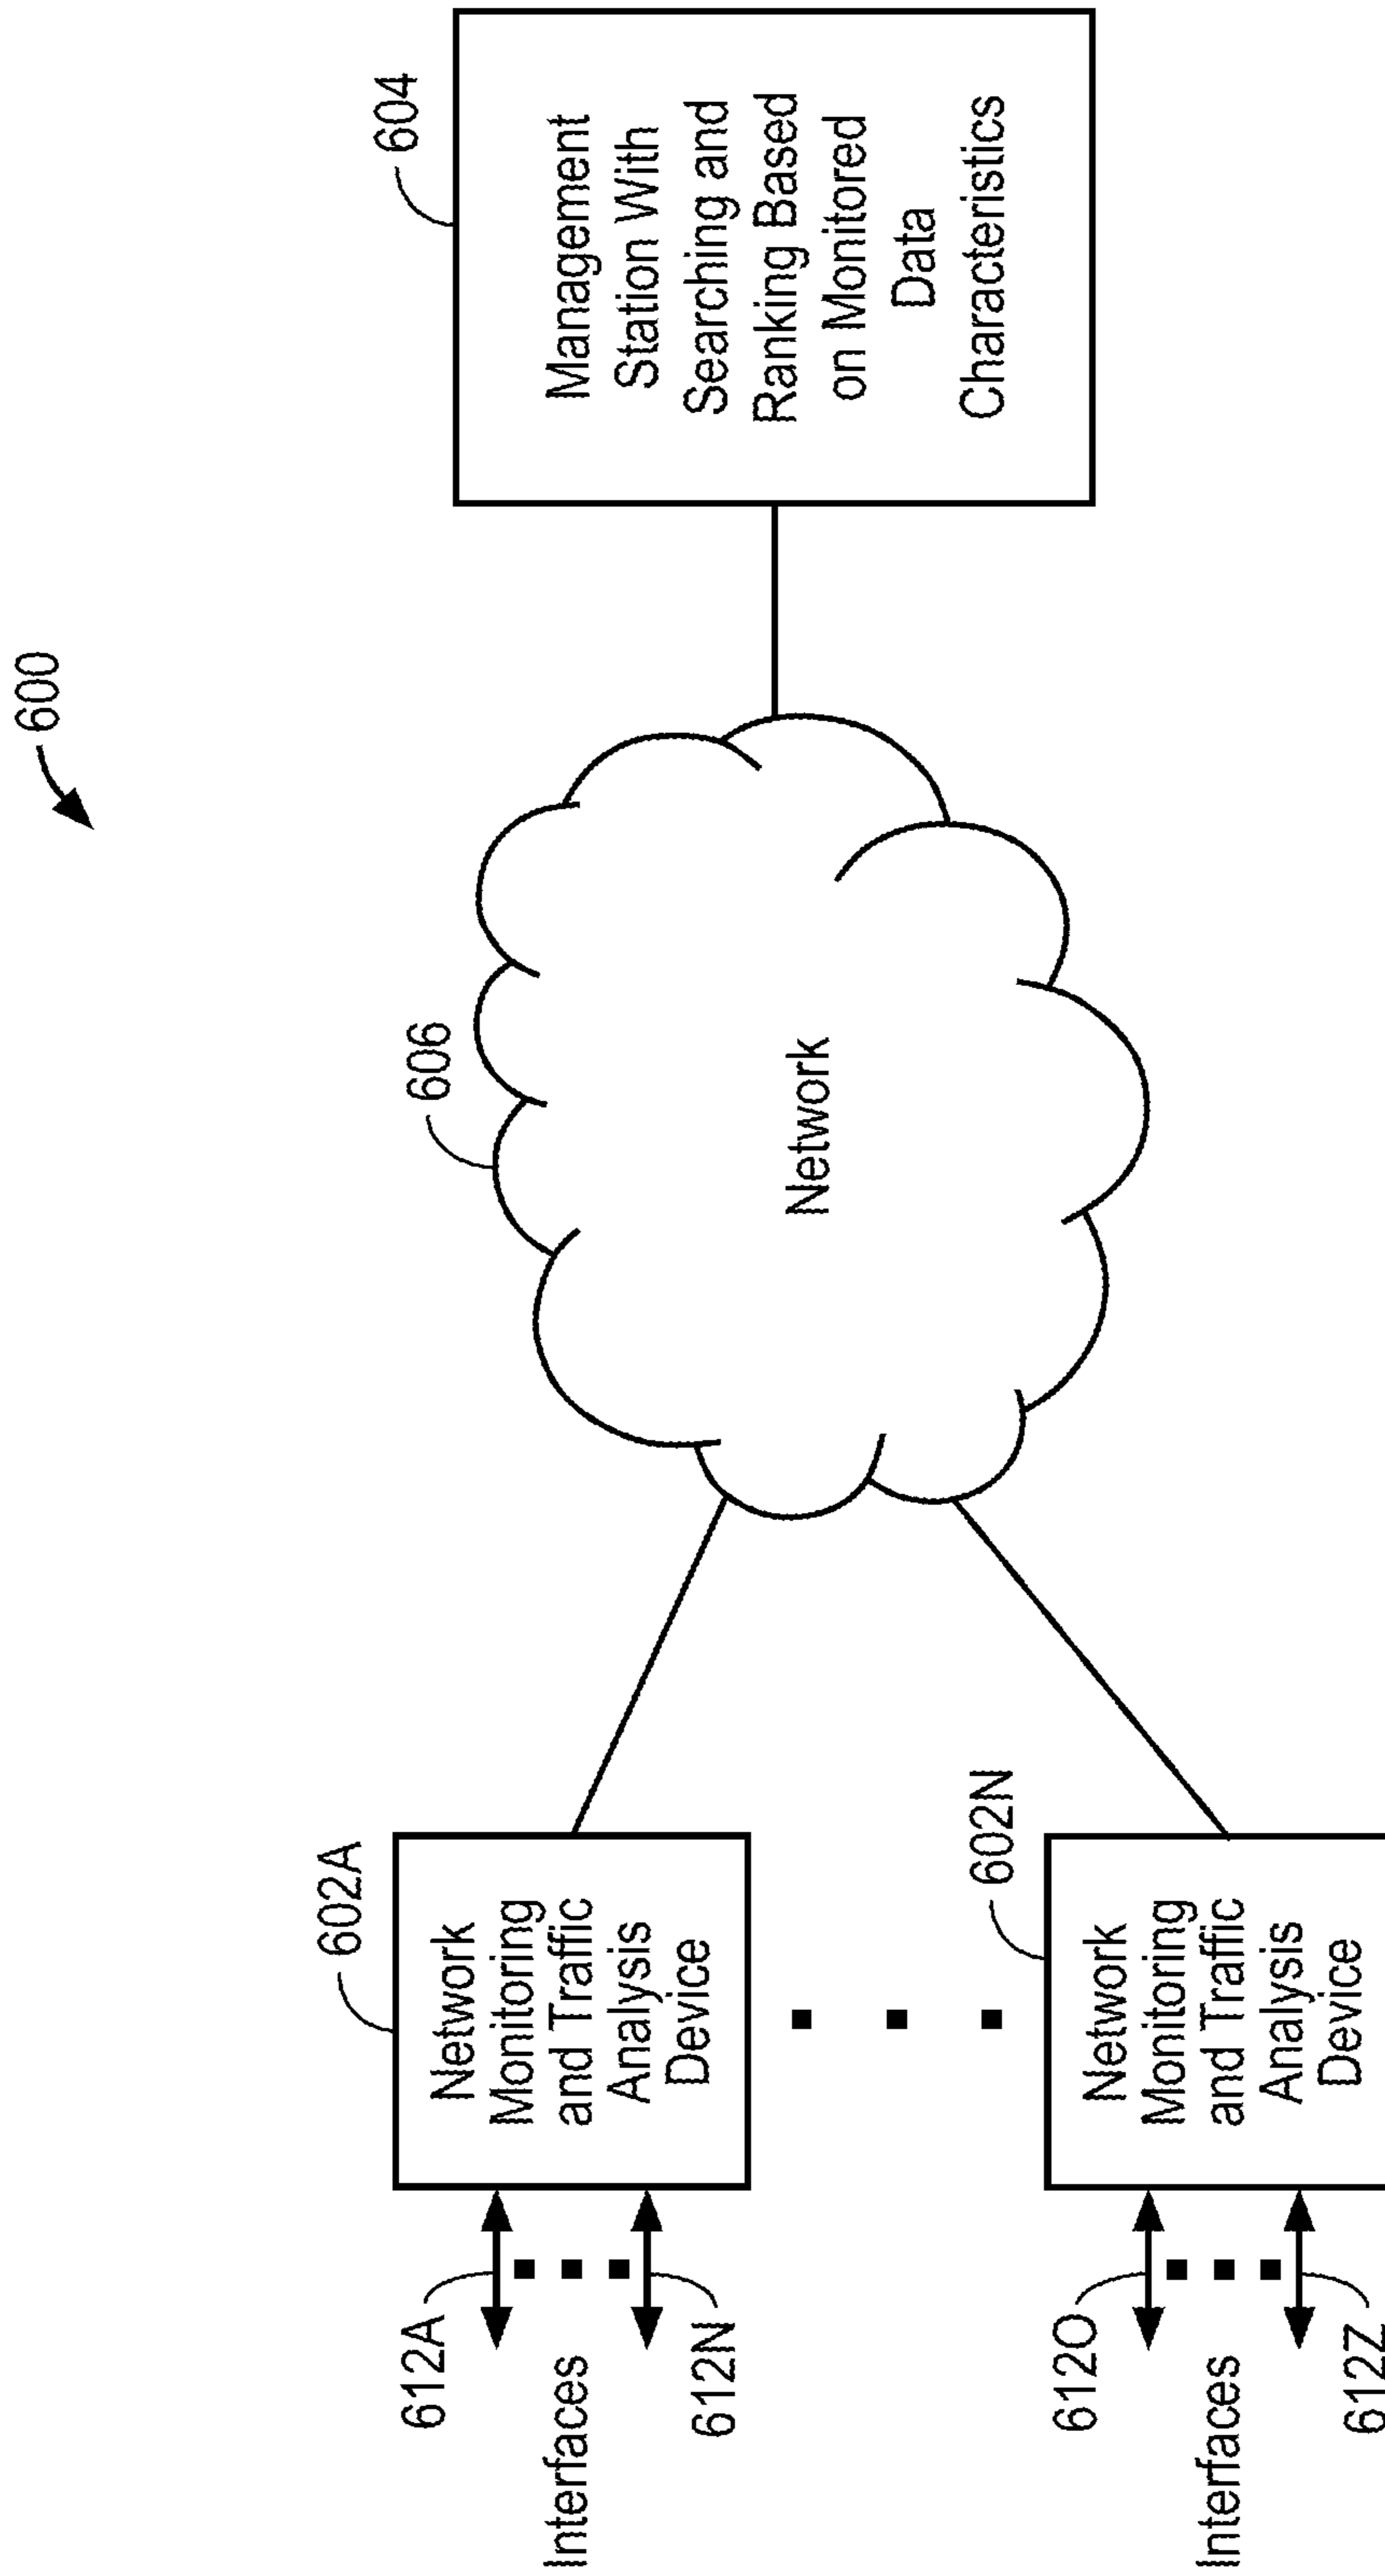 600
604
Management
Station With
Searching and
Ranking Based
on Monitored
Data
Characteristics
606
Network
602A
Network
Monitoring
and Traffic
Analysis
Device
612A
612N
Interfaces
602N
Network
Monitoring
and Traffic
Analysis
Device
612O
612Z
Interfaces